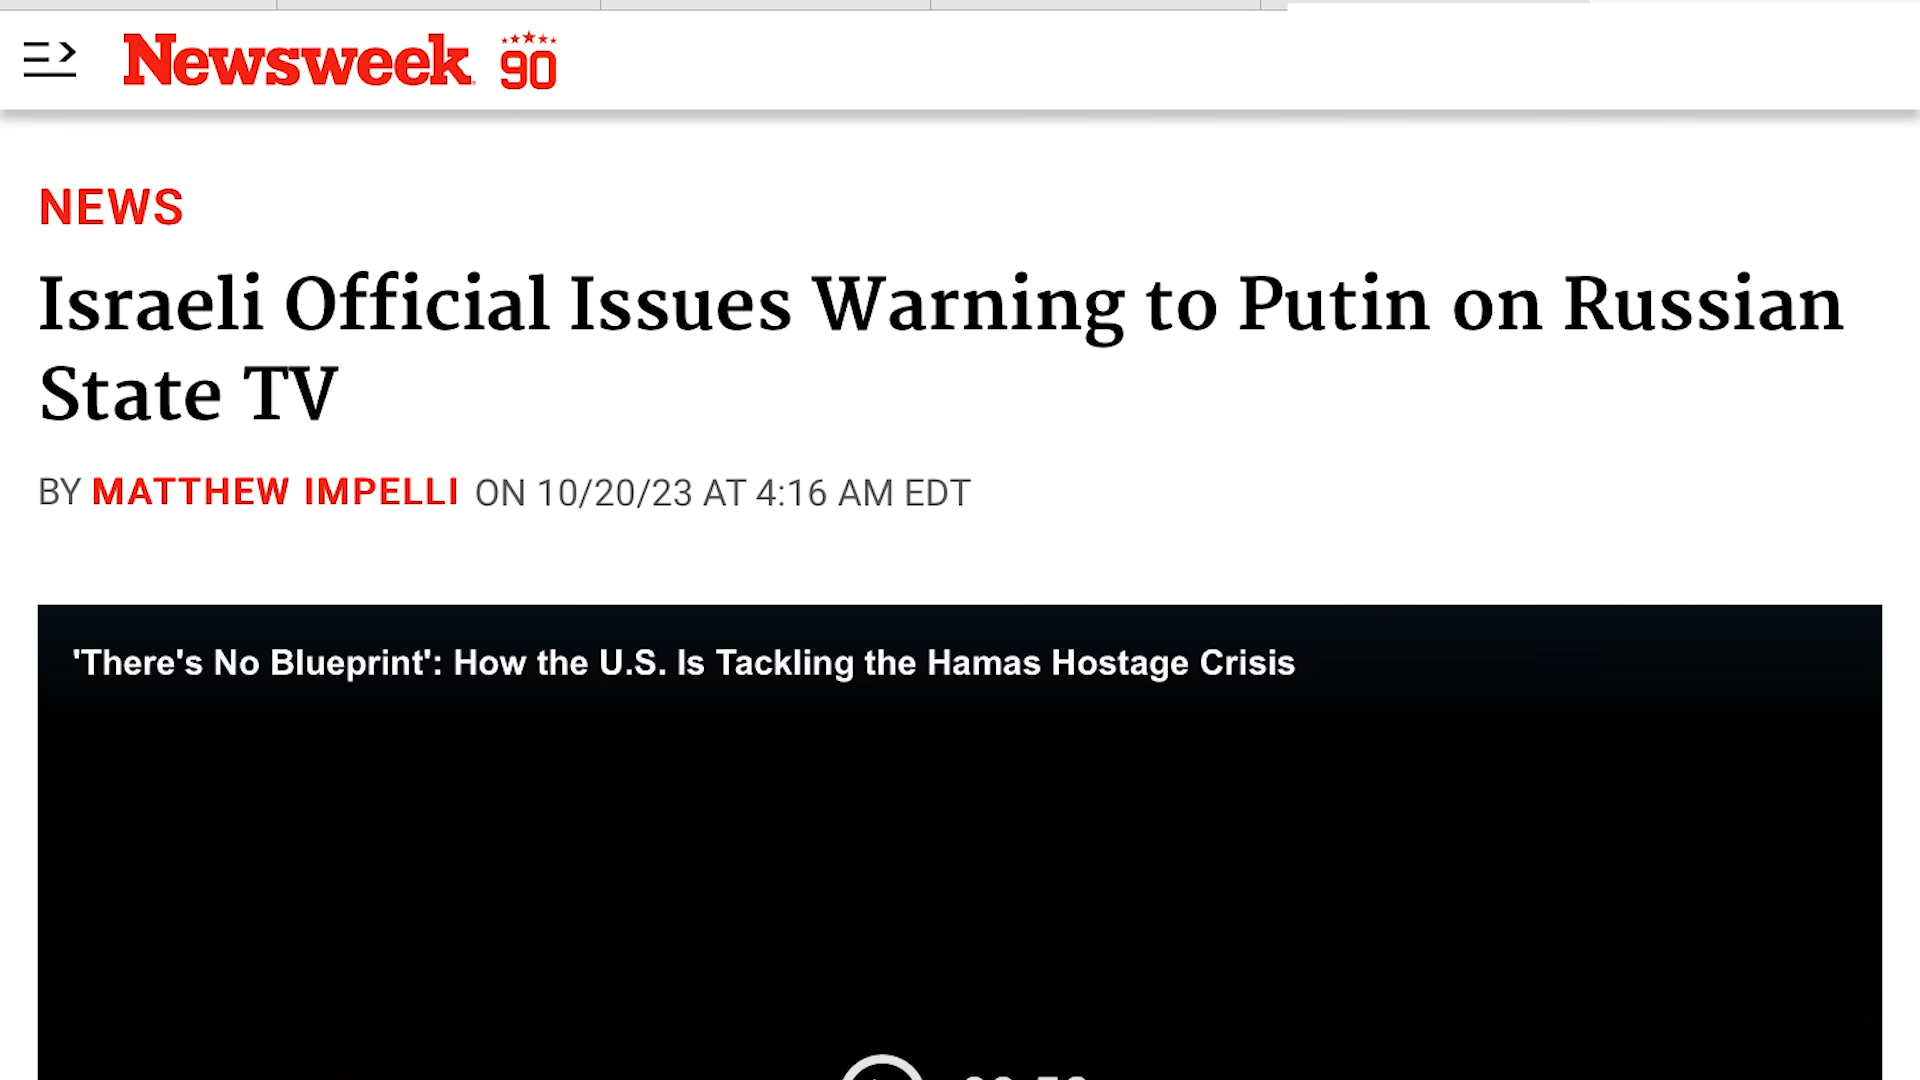 Newsweek 90
NEWS
Israeli Official Issues Warning to Putin on Russian
State TV
BY MATTHEW IMPELLI ON 10/20/23 AT 4:16 AM EDT
'There's No Blueprint': How the U.S. Is Tackling the Hamas Hostage Crisis